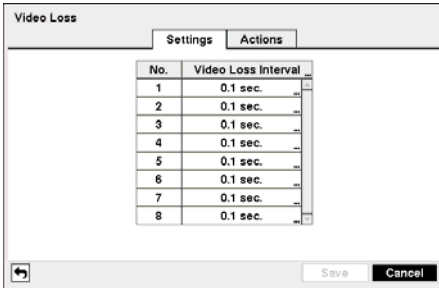 Video Loss
Settings Actions
No. Video Loss Interval ...
1 0.1 sec. ...
2 0.1 sec. ...
3 0.1 sec. ...
4 0.1 sec. ...
5 0.1 sec. ...
6 0.1 sec. ...
7 0.1 sec. ...
8 0.1 sec. ...
Save Cancel